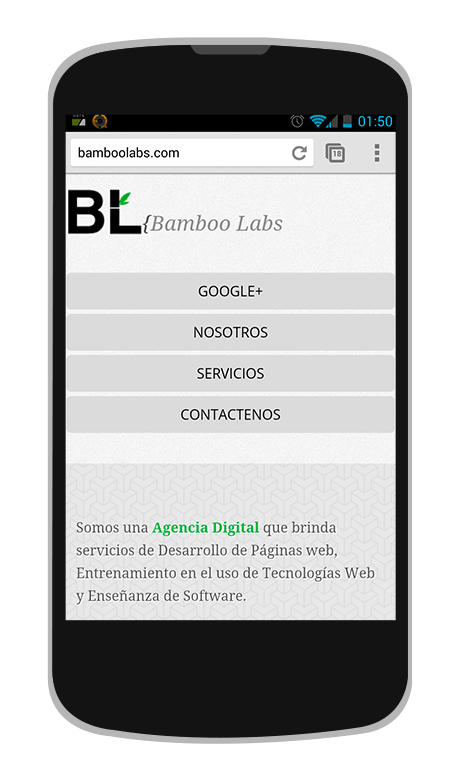 01:50
bamboolabs.com
18
BL {Bamboo Labs
GOOGLE+
NOSOTROS
SERVICIOS
CONTACTENOS
Somos una Agencia Digital que brinda
servicios de Desarrollo de Páginas web,
Entrenamiento en el uso de Tecnologías Web
y Enseñanza de Software.